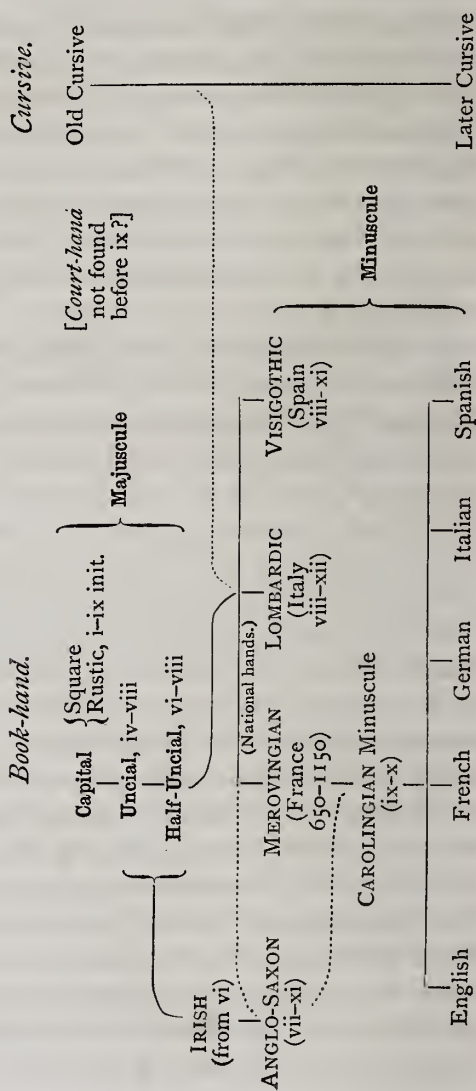 Book-hand.
Cursive.
Capital { Square
Rustic, i–ix init.
Uncial, iv–viii
Half-Uncial, vi–viii
Majuscule
[Court-hand
not found
before ix?]
Old Cursive
IRISH
(from vi)
ANGLO-SAXON
(vii–xi)
(National hands.)
MEROVINGIAN
(France
650–1150)
LOMBARDIC
(Italy
viii–xii)
VISIGOTHIC
(Spain
viii-xi)
CAROLINGIAN Minuscule
(ix-x)
Minuscule
English
French
German
Italian
Spanish
Later Cursive